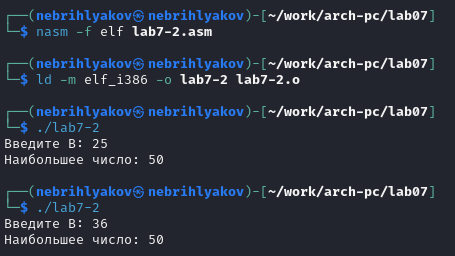 ┌──(nebrihlyakov㉿nebrihlyakov)-[~/work/arch-pc/lab07]
└─$ nasm -f elf lab7-2.asm
┌──(nebrihlyakov㉿nebrihlyakov)-[~/work/arch-pc/lab07]
└─$ ld -m elf_i386 -o lab7-2 lab7-2.o
┌──(nebrihlyakov㉿nebrihlyakov)-[~/work/arch-pc/lab07]
└─$ ./lab7-2
Введите B: 25
Наибольшее число: 50
┌──(nebrihlyakov㉿nebrihlyakov)-[~/work/arch-pc/lab07]
└─$ ./lab7-2
Введите B: 36
Наибольшее число: 50